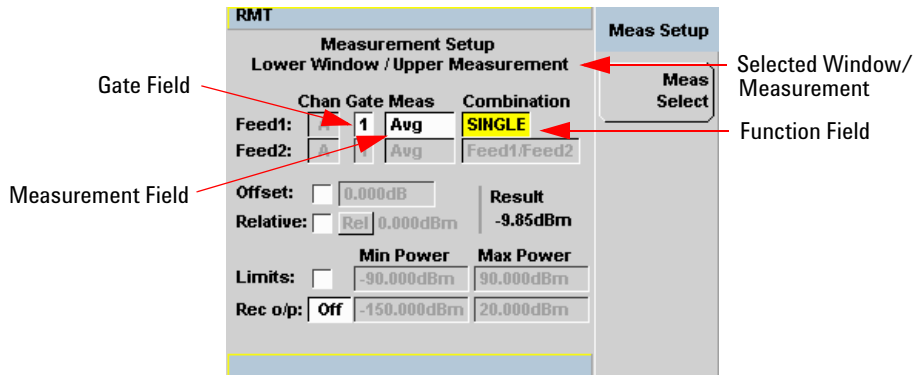 RMT
Meas Setup
Measurement Setup
Lower Window / Upper Measurement
Selected Window/
Measurement
Meas
Select
Gate Field
Chan Gate Meas Combination
Feed1: A 1 Avg SINGLE
Function Field
Feed2: A 1 Avg Feed1/Feed2
Measurement Field
Offset: 0.000dB Result
Relative: Rel 0.000dBm -9.85dBm
Min Power Max Power
Limits: -90.000dBm 90.000dBm
Rec o/p: Off -150.000dBm 20.000dBm